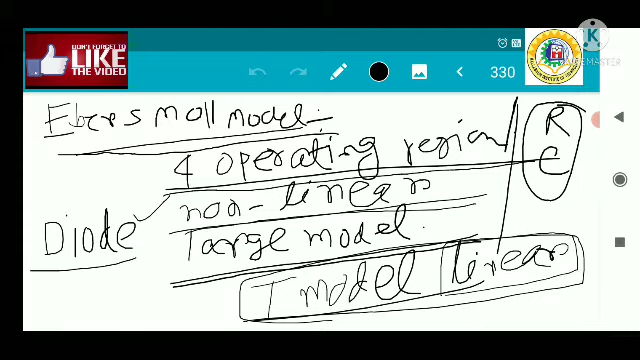 DON'T FORGET TO
LIKE
THE VIDEO
330
Ebers moll model:-
4 operating region
non-linear
Diode
Large model.
T model linear
R
C